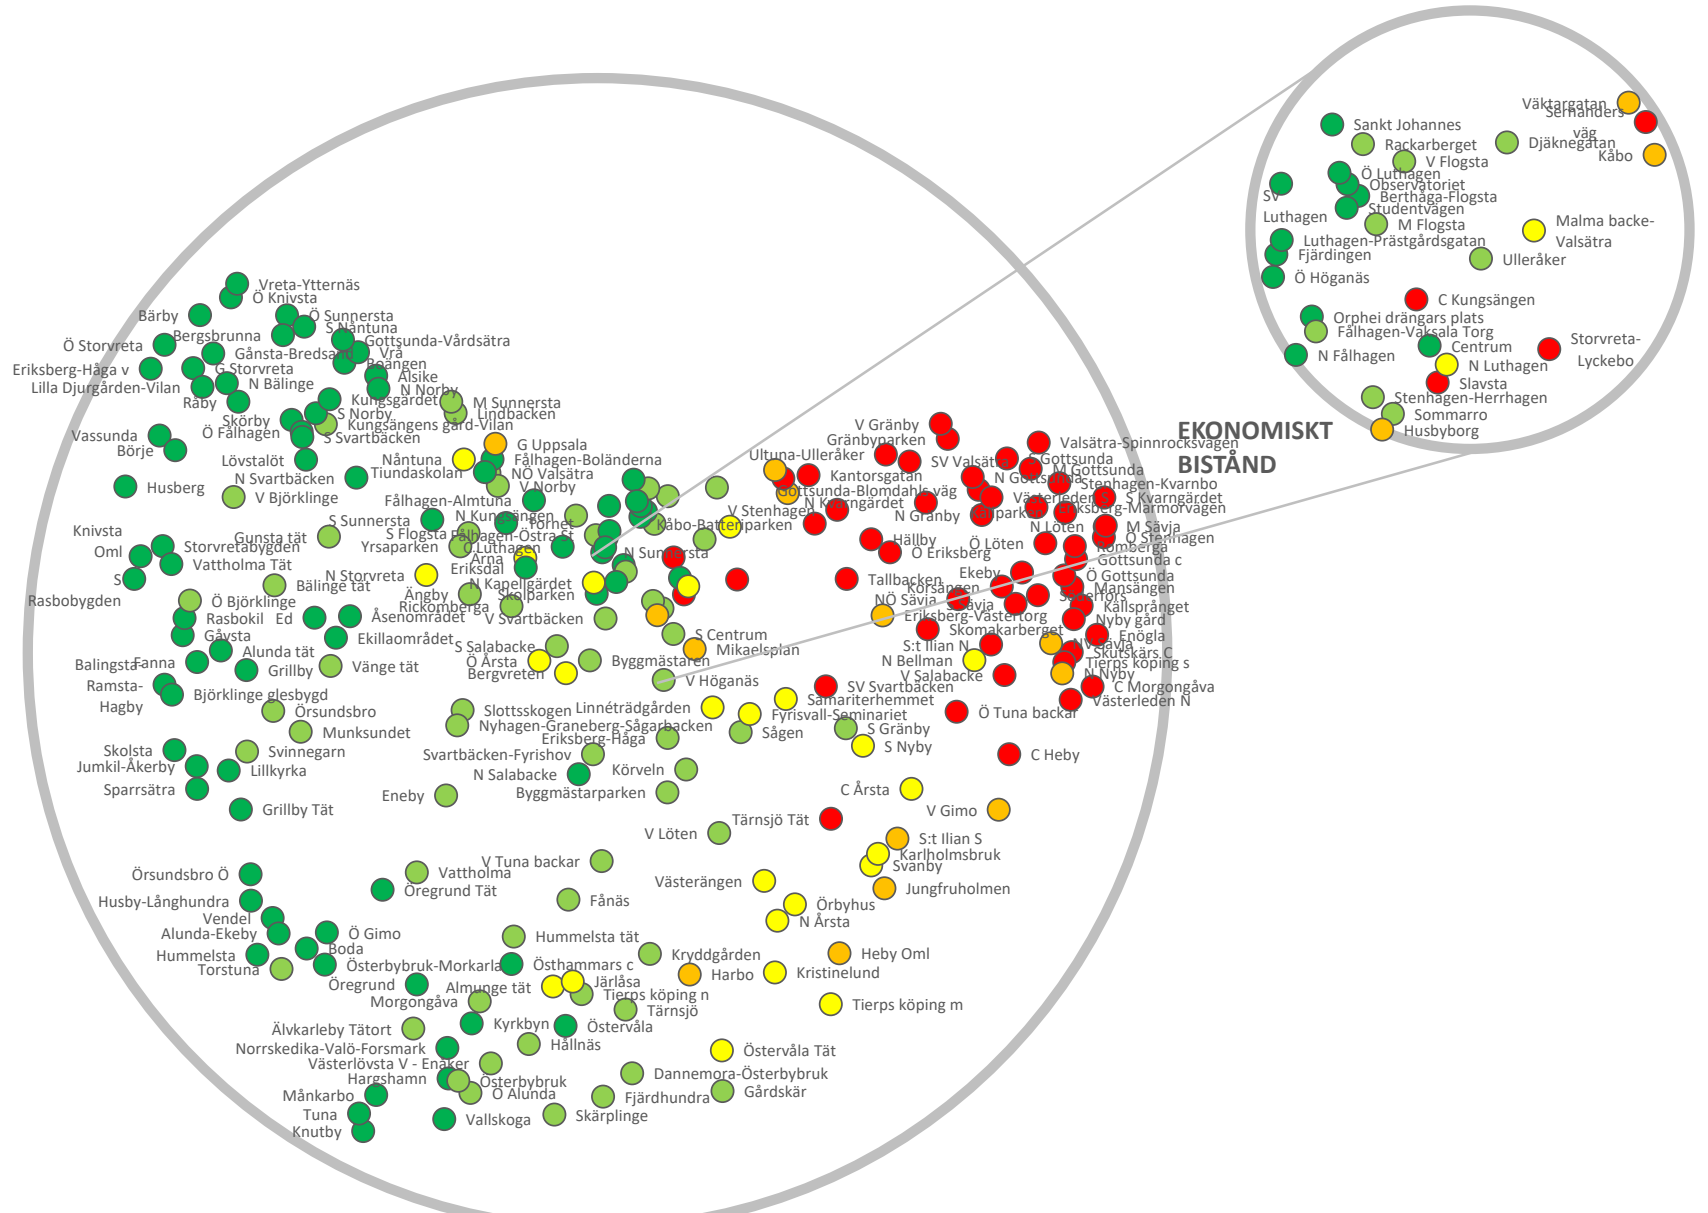 Väktargatan
Sernanders
väg
Kåbo
Sankt Johannes
Rackarberget
Djäknegatan
V Flogsta
Ö Luthagen
Observatoriet
SV
Luthagen
Berthåga-Flogsta
Studentvägen
M Flogsta
Malma backe-
Valsätra
Luthagen-Prästgårdsgatan
Fjärdingen
Ulleråker
Ö Höganäs
C Kungsängen
Orphei drängars plats
Fålhagen-Vaksala Torg
Storvreta-
Lyckebo
N Fålhagen
Centrum
N Luthagen
Slavsta
Stenhagen-Herrhagen
Sommarro
Husbyborg
EKONOMISKT
BISTÅND
Vreta-Ytternäs
Ö Knivsta
Bärby
Ö Sunnersta
S Nåntuna
Bergsbrunna
Gottsunda-Vårdsätra
Ö Storvreta
Gånsta-Bredsand
Vrå
Boängen
Eriksberg-Håga v
G Storvreta
Alsike
Lilla Djurgården-Vilan
N Bälinge
N Norby
Råby
Kungsgärdet
M Sunnersta
Lindbacken
Skörby
S Norby
Kungsängens gård-Vilan
Vassunda
Ö Fålhagen
S Svartbäcken
Börje
G Uppsala
Lövstalöt
Nåntuna
Fålhagen-Boländerna
Tiundaskolan
NÖ Valsätra
N Svartbäcken
Husberg
V Norby
V Björklinge
Fålhagen-Almtuna
S Sunnersta
N Kungsängen
Tornet
Knivsta
Oml
Gunsta tät
S Flogsta
Fålhagen-Östra St
Storvretabygden
Yrsaparken
C Luthagen
Vattholma Tät
Arna
Eriksdal
S
Rasbobygden
N Storvreta
Bälinge tät
N Kapellgärdet
Ängby
Skolparken
Ö Björklinge
Rickomberga
Rasbokil
Ed
Åsenområdet
V Svartbäcken
Gåvsta
Ekillaområdet
Alunda tät
S Salabacke
Balingsta
Fanna
Grillby
Vänge tät
Ö Årsta
Byggmästaren
Bergvreten
Ramsta-
Hagby
Björklinge glesbygd
V Höganäs
Örsundsbro
Slottsskogen
Munksundet
Nyhagen-Graneberg-Sågarbacken
Eriksberg-Håga
Skolsta
Svinnegarn
Svartbäcken-Fyrishov
Jumkil-Åkerby
Lillkyrka
N Salabacke
Körveln
Sparrsätra
Eneby
Byggmästarparken
Grillby Tät
V Gränby
Gränbyparken
Valsätra-Spinnrocksvägen
Ultuna-Ulleråker
SV Valsätra
S Gottsunda
M Gottsunda
Kantorsgatan
N Gottsunda
Stenhagen-Kvarnbo
Gottsunda-Blomdahls väg
Västerleden S
S Kvarngärdet
V Stenhagen
N Kvarngärdet
Eriksberg-Marmorvägen
N Gränby
Kåbo-Batteriparken
N Löten
M Sävja
Hällby
Ö Löten
Ö Stenhagen
N Sunnersta
Ö Eriksberg
Romberga
Gottsunda c
Tallbacken
Ekeby
Ö Gottsunda
Korsängen
Mansängen
NÖ Sävja
S Sävja
Söderfors
Källsprånget
Eriksberg-Västertorg
Nyby gård
Skomakarberget
Enögla
S Centrum
S:t Ilian N
NV Sävja
Mikaelsplan
Skutskärs C
N Bellman
Tierps köping s
V Salabacke
N Nyby
SV Svartbäcken
C Morgongåva
Samariterhemmet
Västerleden N
Linnéträdgården
Fyrisvall-Seminariet
Ö Tuna backar
Sågen
S Gränby
S Nyby
C Heby
C Årsta
V Gimo
Tärnsjö Tät
V Löten
S:t Ilian S
Karlholmsbruk
Svanby
Västerängen
Jungfruholmen
Örbyhus
N Årsta
V Tuna backar
Örsundsbro Ö
Vattholma
Öregrund Tät
Husby-Långhundra
Fånäs
Vendel
Alunda-Ekeby
Ö Gimo
Hummelsta tät
Boda
Kryddgården
Heby Oml
Hummelsta
Österbybruk-Morkarla
Östhammars c
Torstuna
Harbo
Kristinelund
Öregrund
Almunge tät
Järlåsa
Tierps köping n
Morgongåva
Tärnsjö
Tierps köping m
Älvkarleby Tätort
Kyrkbyn
Östervåla
Norrskedika-Valö-Forsmark
Hållnäs
Östervåla Tät
Västerlövsta V - Enåker
Hargshamn
Österbybruk
Dannemora-Österbybruk
Månkarbo
Ö Alunda
Fjärdhundra
Gårdskär
Tuna
Vallskoga
Skärplinge
Knutby